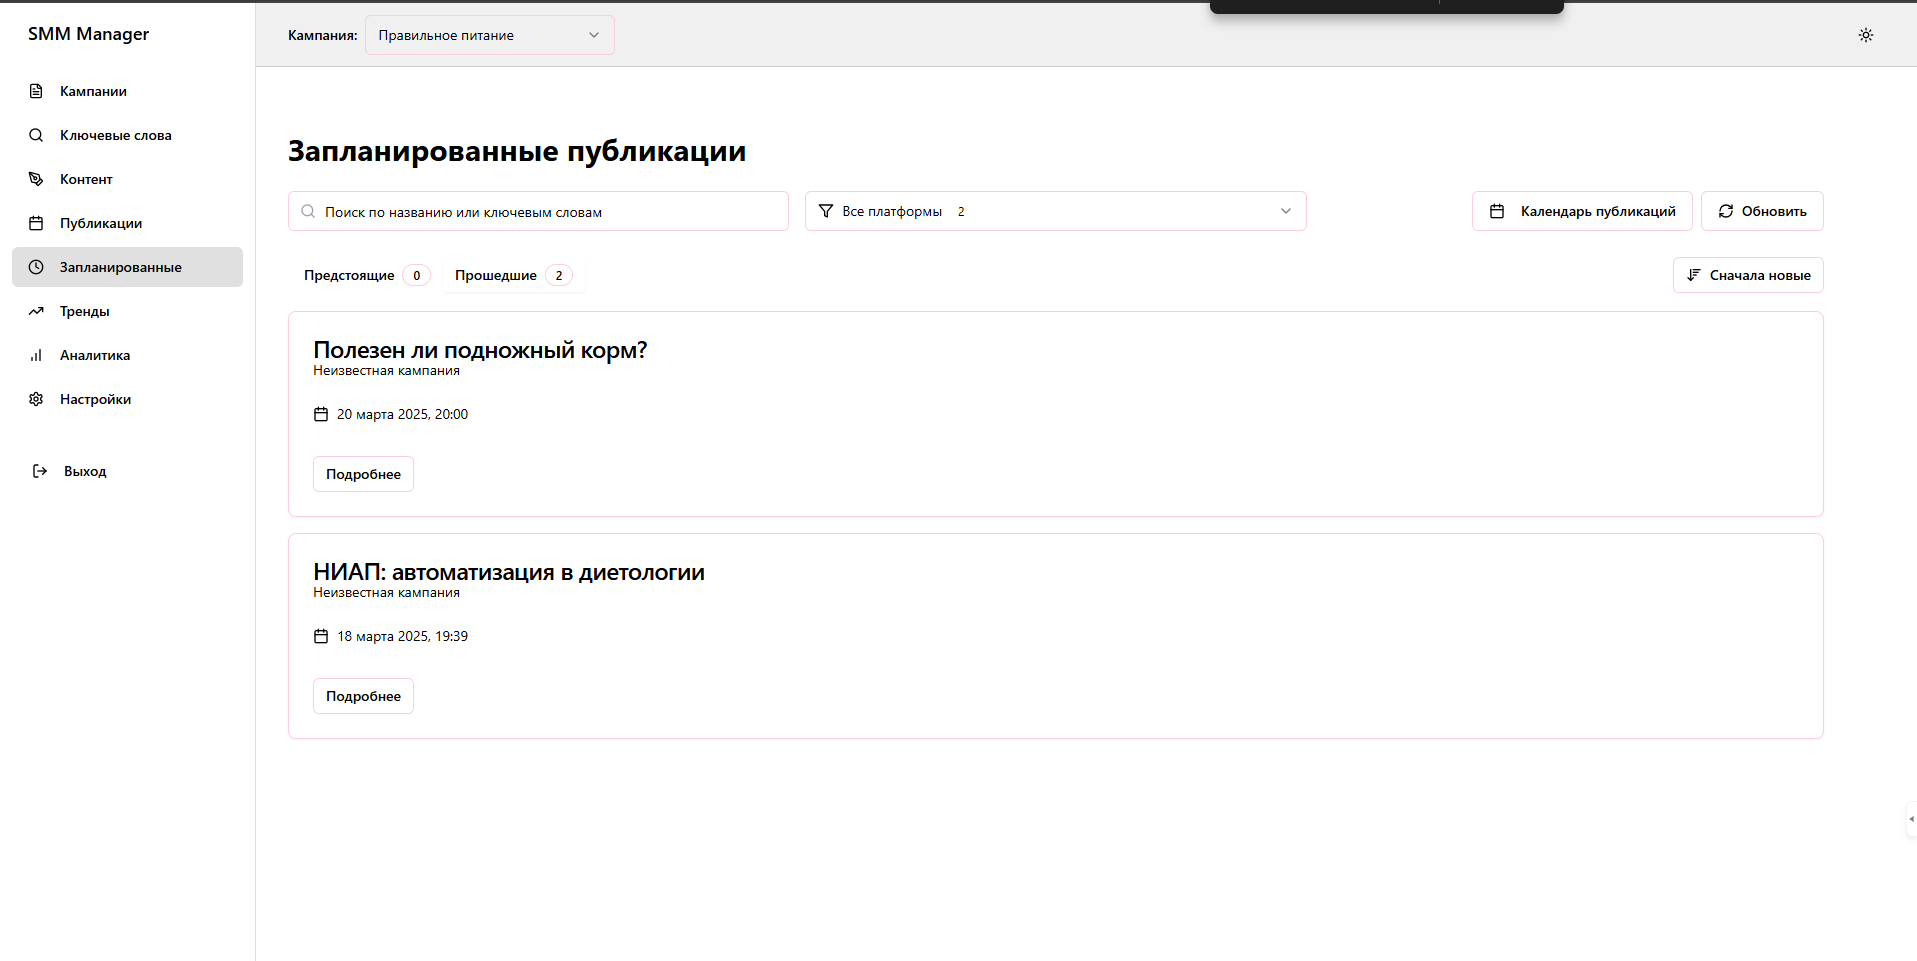 SMM Manager
Кампании
Ключевые слова
Контент
Публикации
Запланированные
Тренды
Аналитика
Настройки
Выход
Кампания: Правильное питание
Запланированные публикации
Поиск по названию или ключевым словам
Все платформы 2
Календарь публикаций
Обновить
Предстоящие 0
Прошедшие 2
Сначала новые
Полезен ли подножный корм?
Неизвестная кампания
20 марта 2025, 20:00
Подробнее
НИАП: автоматизация в диетологии
Неизвестная кампания
18 марта 2025, 19:39
Подробнее